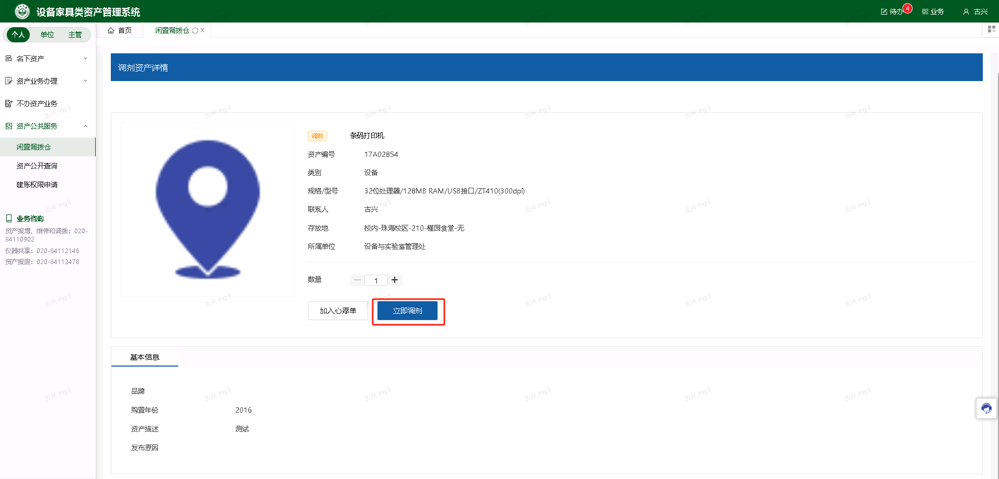 设备家具类资产管理系统
待办 4 业务 古兴
个人 单位 主管
首页 闲置调拨仓
名下资产
资产业务办理
不办资产业务
资产公共服务
闲置调拨仓
资产公开查询
建账权限申请
业务咨询
资产报增、维修和调拨：020-
84110902
仪器共享：020-84112146
资产报废：020-84112478
调剂资产详情
调剂 条码打印机
资产编号 17A02854
类别 设备
规格/型号 32位处理器/128MB RAM/USB接口/ZT410(300dpi)
联系人 古兴
存放地 校内-珠海校区-210-槿园食堂-无
所属单位 设备与实验室管理处
数量 1
加入心愿单 立即调剂
基本信息
品牌
购置年份 2016
资产描述 测试
发布原因
古兴 ing3